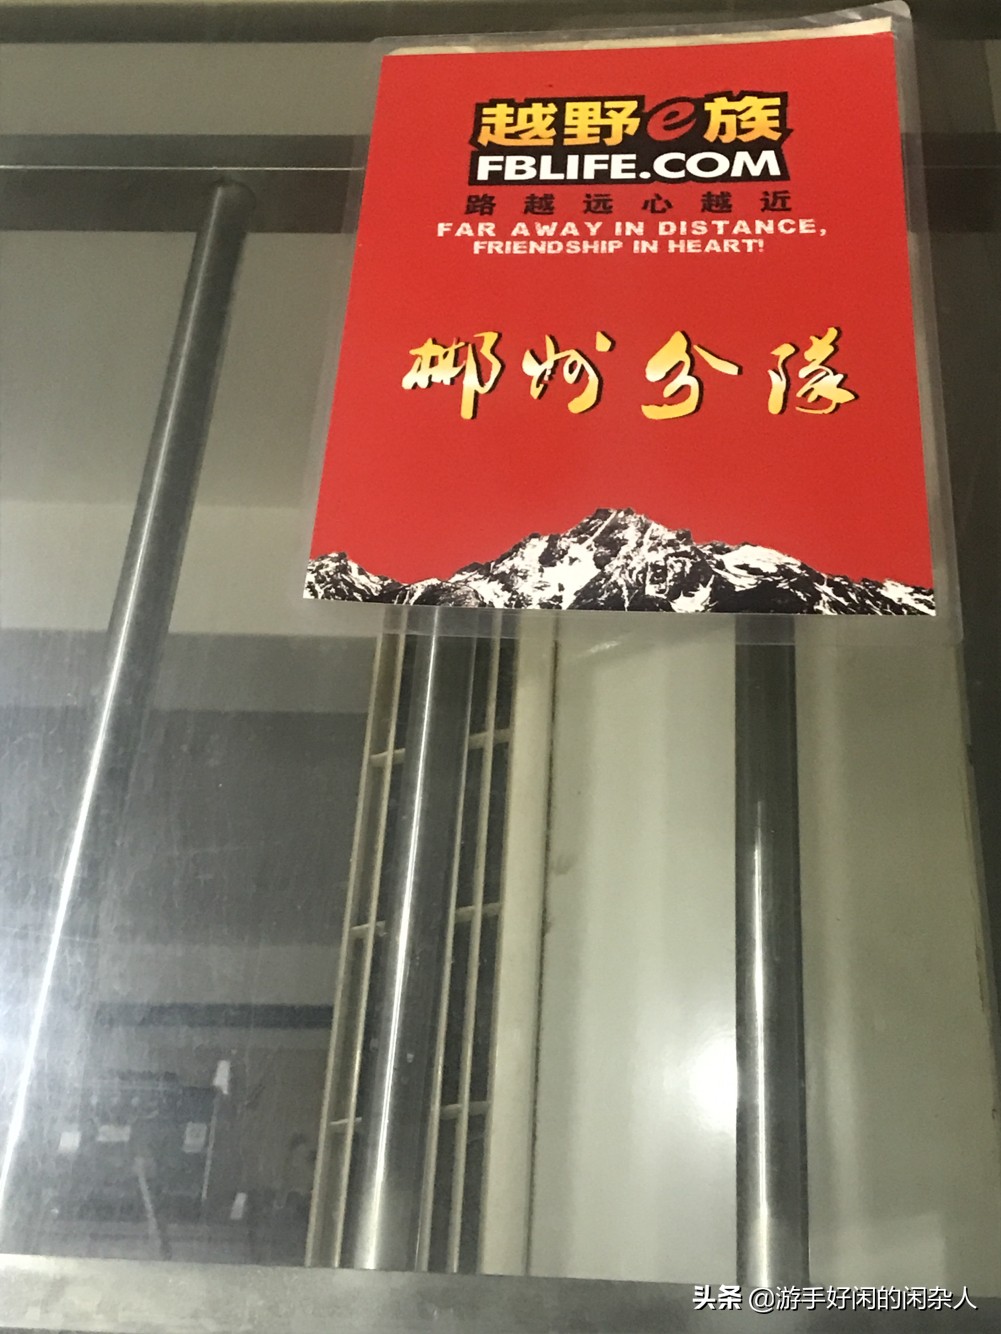 越野e族
FBLIFE.COM
路越远心越近
FAR AWAY IN DISTANCE,
FRIENDSHIP IN HEART!
郴州分隊
头条 @游手好闲的闲杂人